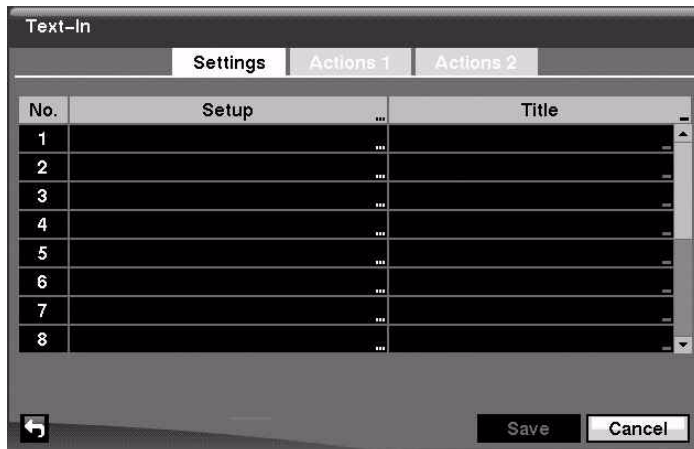 Text-In
Settings Actions 1 Actions 2
No. Setup ... Title
1 ...
2 ...
3 ...
4 ...
5 ...
6 ...
7 ...
8 ...
Save Cancel